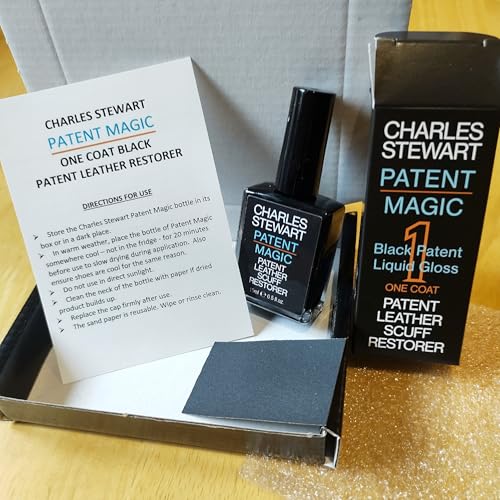 CHARLES STEWART
PATENT MAGIC
ONE COAT BLACK
PATENT LEATHER RESTORER
DIRECTIONS FOR USE
➢ Store the Charles Stewart Patent Magic bottle in its
box or in a dark place.
➢ In warm weather, place the bottle of Patent Magic
somewhere cool – not in the fridge - for 20 minutes
before use to slow drying during application. Also
ensure shoes are cool for the same reason.
➢ Do not use in direct sunlight.
➢ Clean the neck of the bottle with paper if dried
product builds up.
➢ Replace the cap firmly after use.
➢ The sand paper is reusable. Wipe or rinse clean.
CHARLES
STEWART
PATENT
MAGIC
PATENT
LEATHER
SCUFF
RESTORER
15ml e 0.5 fl oz
CHARLES
STEWART
PATENT
MAGIC
1
Black Patent
Liquid Gloss
ONE COAT
PATENT
LEATHER
SCUFF
RESTORER